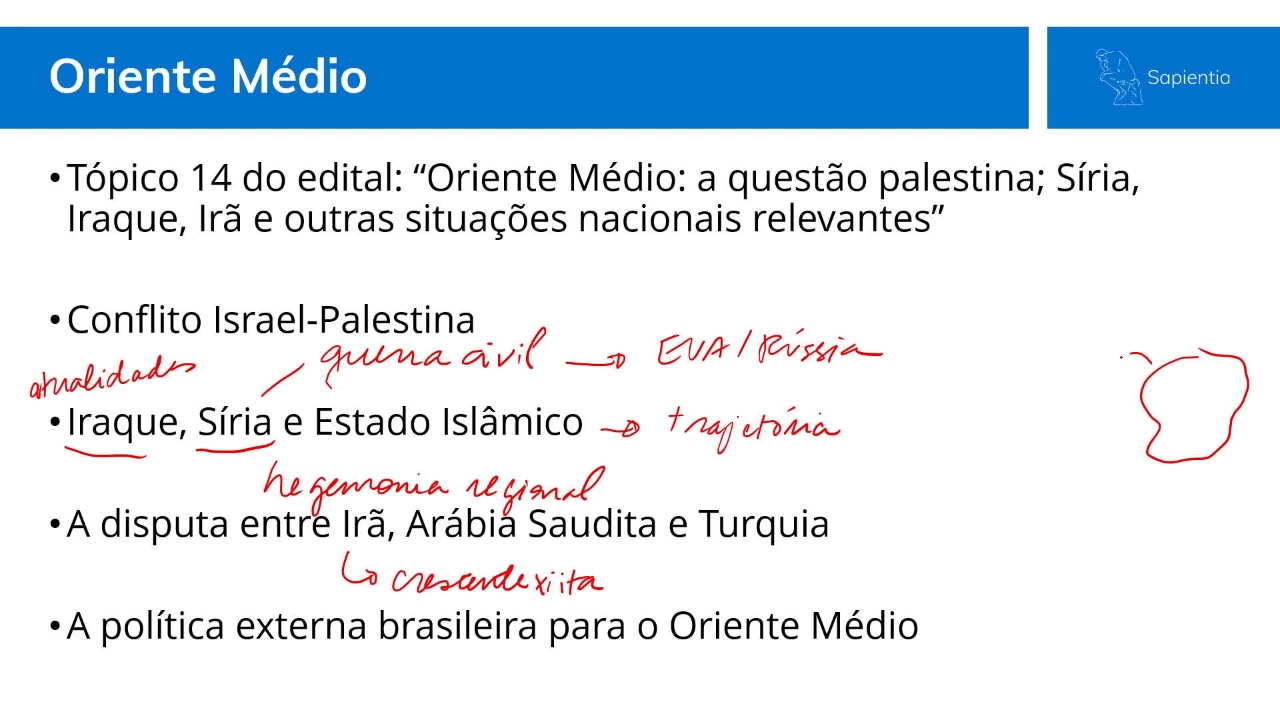 Oriente Médio
Sapientia
• Tópico 14 do edital: “Oriente Médio: a questão palestina; Síria,
Iraque, Irã e outras situações nacionais relevantes”
• Conflito Israel-Palestina
guerra civil → EUA / Rússia
atualidades
• Iraque, Síria e Estado Islâmico → trajetória
hegemonia regional
• A disputa entre Irã, Arábia Saudita e Turquia
↳ crescente xiita
• A política externa brasileira para o Oriente Médio